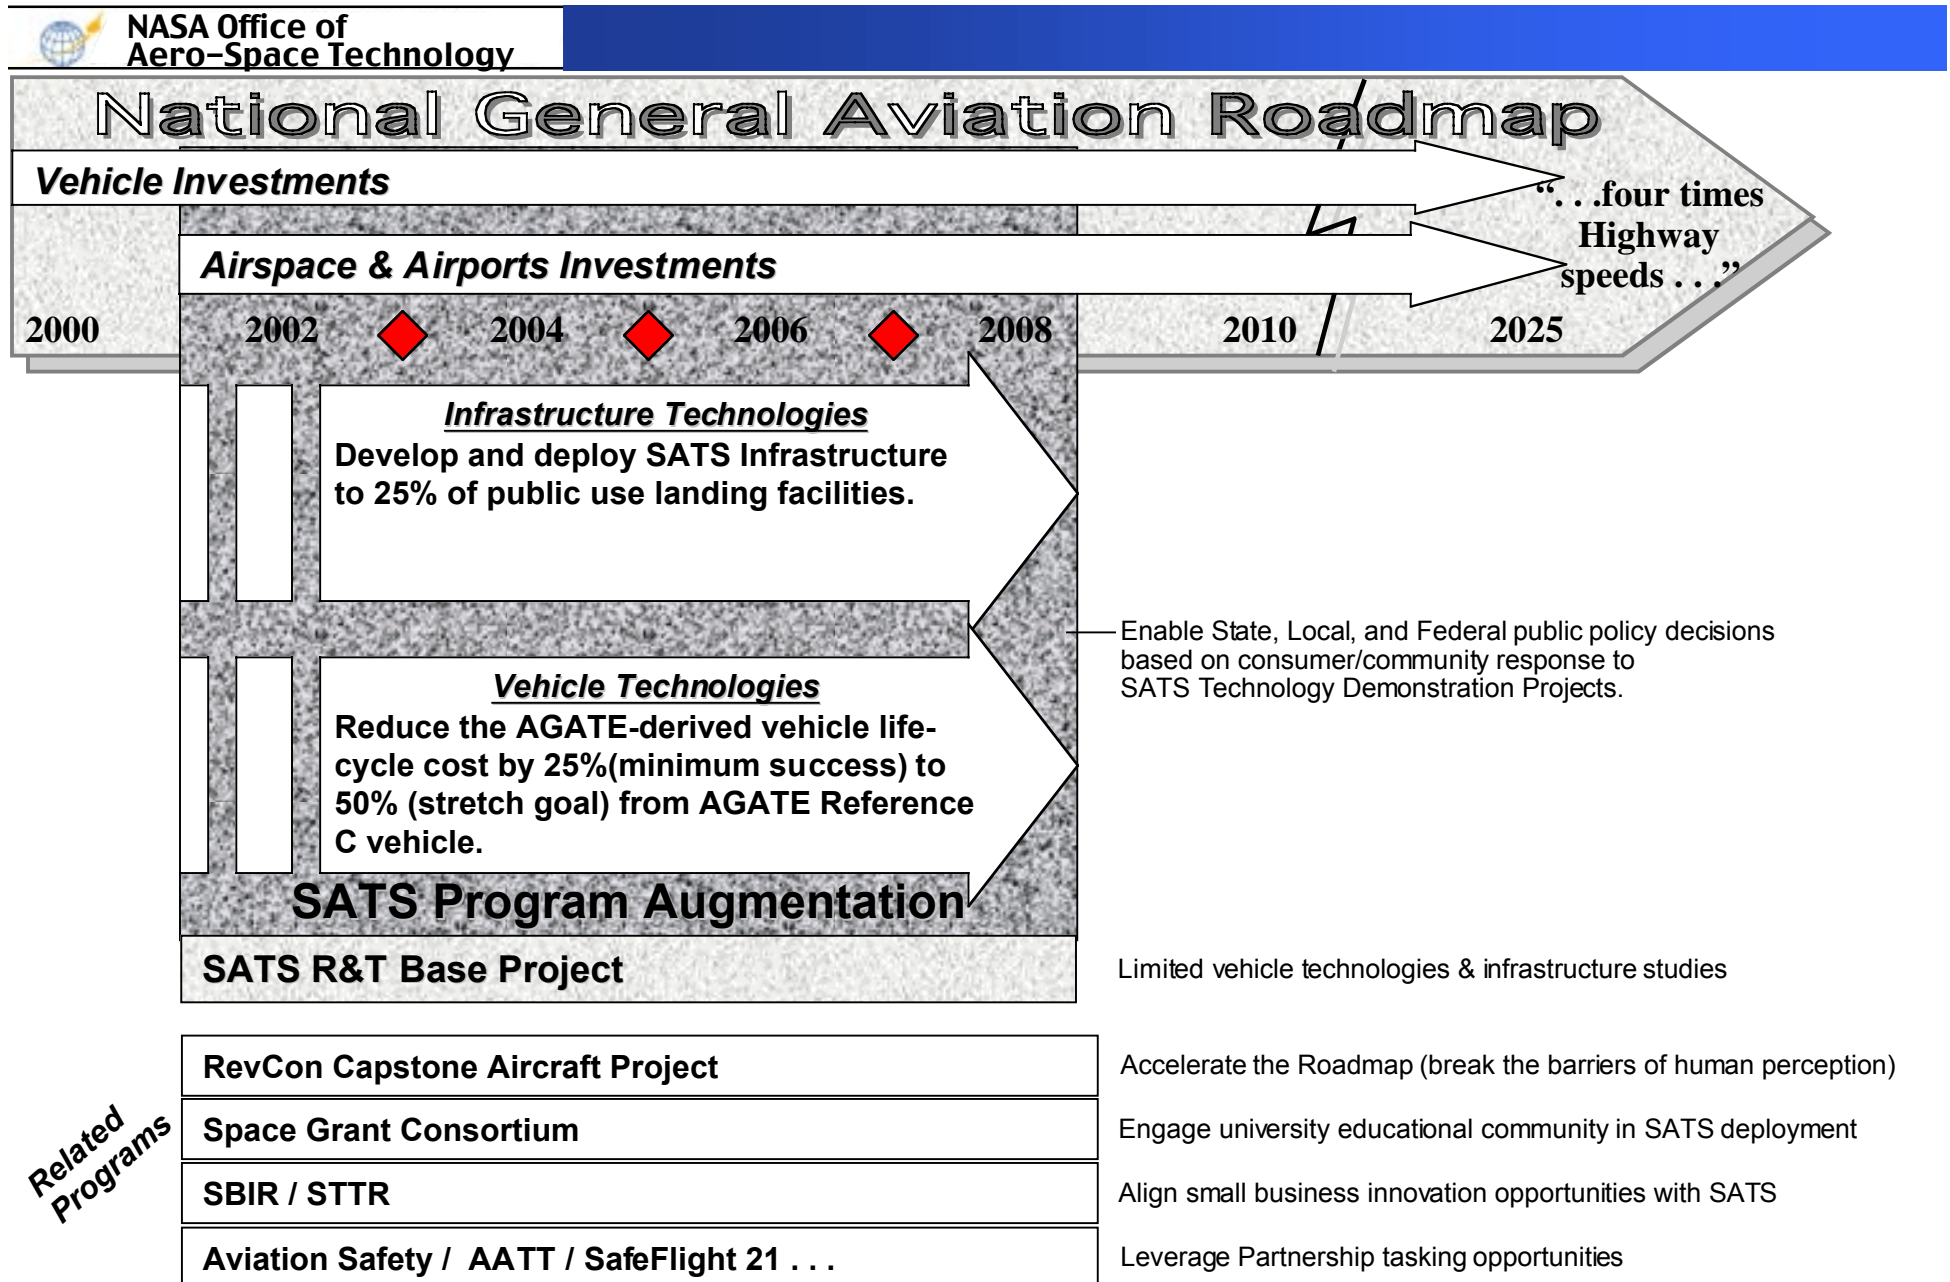 NASA Office of
Aero-Space Technology
National General Aviation Roadmap
Vehicle Investments
“. . .four times
Highway
speeds . . .”
Airspace & Airports Investments
2000 2002 2004 2006 2008 2010 2025
Infrastructure Technologies
Develop and deploy SATS Infrastructure
to 25% of public use landing facilities.
Enable State, Local, and Federal public policy decisions
based on consumer/community response to
SATS Technology Demonstration Projects.
Vehicle Technologies
Reduce the AGATE-derived vehicle life-
cycle cost by 25%(minimum success) to
50% (stretch goal) from AGATE Reference
C vehicle.
SATS Program Augmentation
SATS R&T Base Project
Limited vehicle technologies & infrastructure studies
Related
Programs
RevCon Capstone Aircraft Project
Accelerate the Roadmap (break the barriers of human perception)
Space Grant Consortium
Engage university educational community in SATS deployment
SBIR / STTR
Align small business innovation opportunities with SATS
Aviation Safety / AATT / SafeFlight 21 . . .
Leverage Partnership tasking opportunities